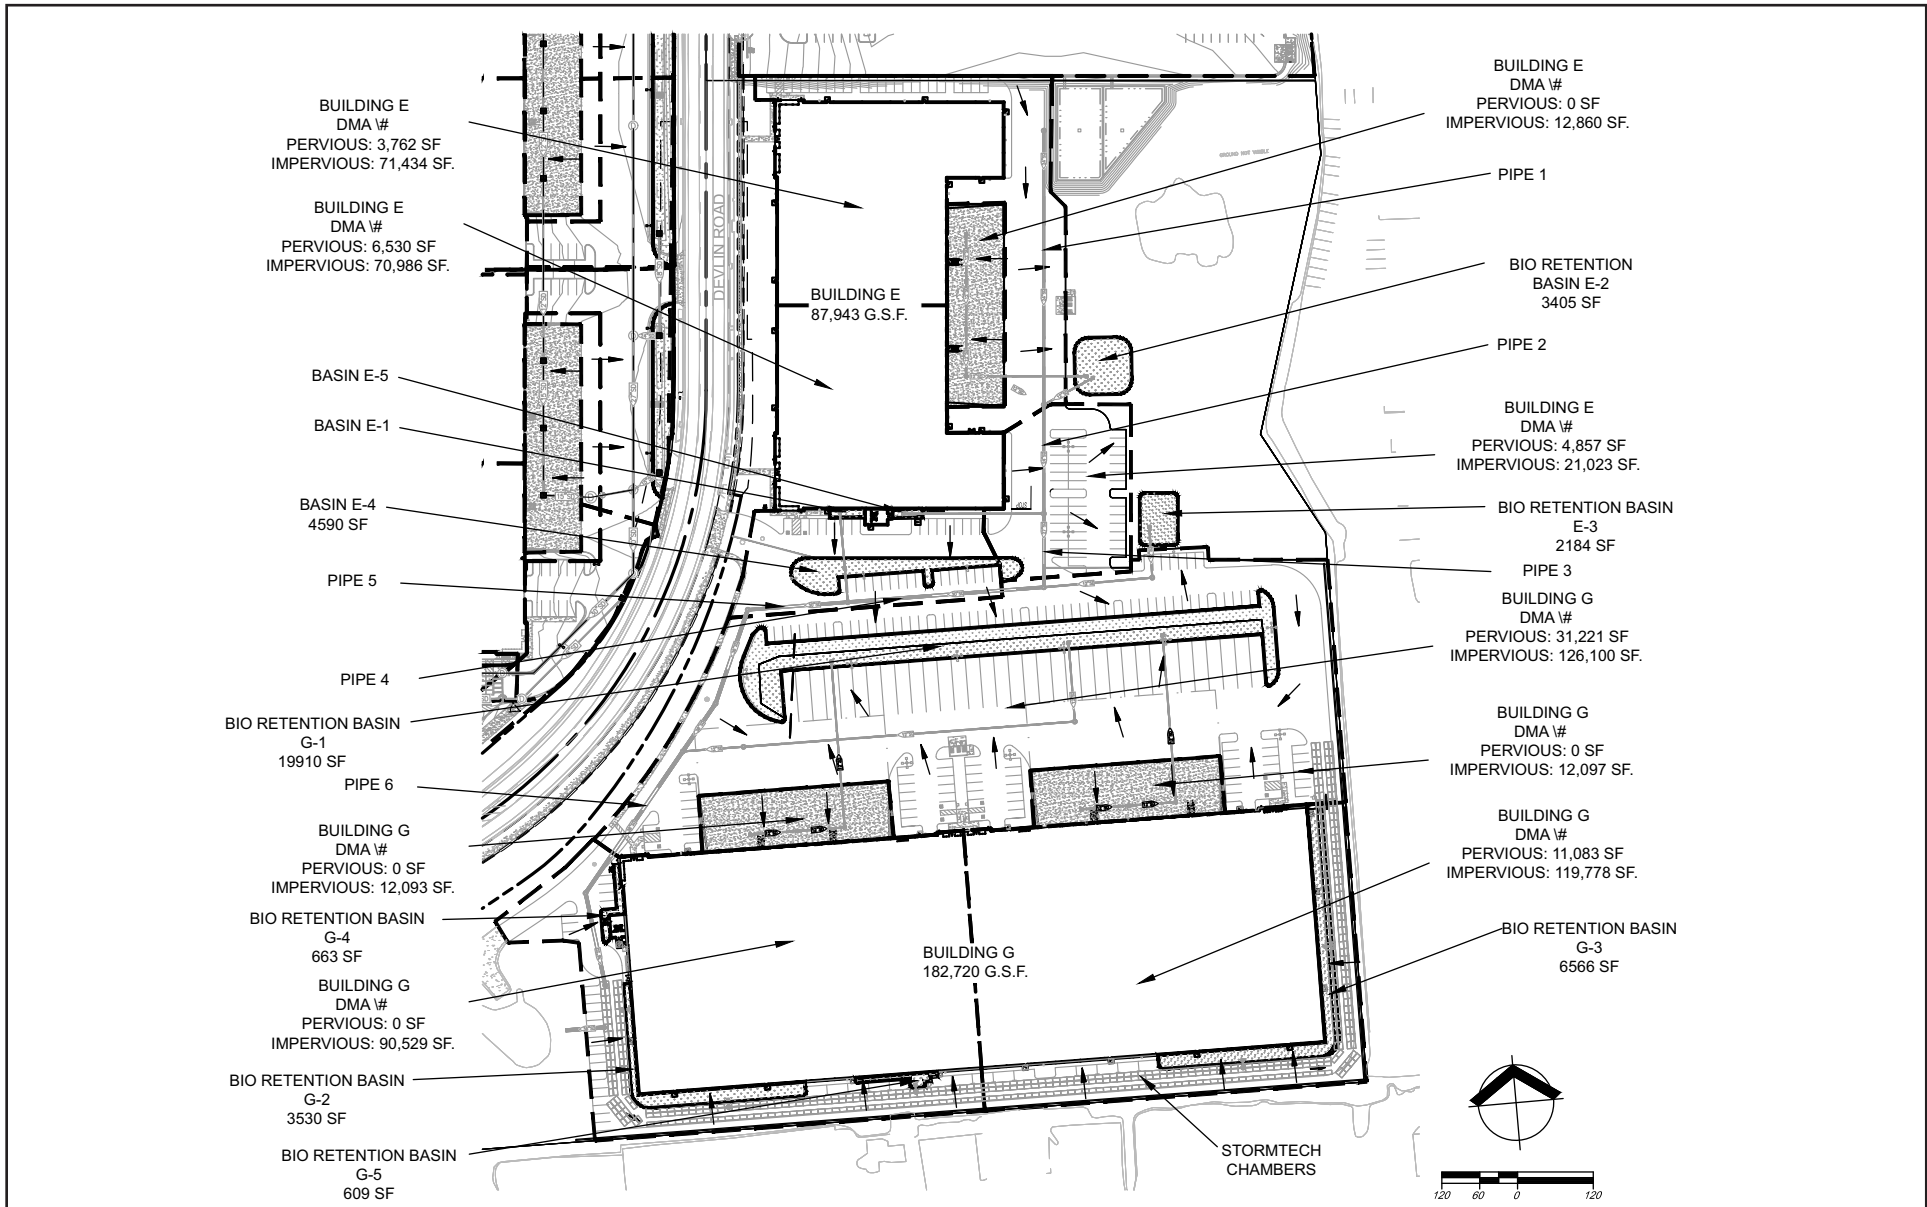 BUILDING E
DMA \#
PERVIOUS: 3,762 SF
IMPERVIOUS: 71,434 SF.
BUILDING E
DMA \#
PERVIOUS: 6,530 SF
IMPERVIOUS: 70,986 SF.
BASIN E-5
BASIN E-1
BASIN E-4
4590 SF
PIPE 5
PIPE 4
BIO RETENTION BASIN
G-1
19910 SF
PIPE 6
BUILDING G
DMA \#
PERVIOUS: 0 SF
IMPERVIOUS: 12,093 SF.
BIO RETENTION BASIN
G-4
663 SF
BUILDING G
DMA \#
PERVIOUS: 0 SF
IMPERVIOUS: 90,529 SF.
BIO RETENTION BASIN
G-2
3530 SF
BIO RETENTION BASIN
G-5
609 SF
DEVLIN ROAD
BUILDING E
87,943 G.S.F.
BUILDING G
182,720 G.S.F.
GROUND NOT VISIBLE
STOP
BUILDING E
DMA \#
PERVIOUS: 0 SF
IMPERVIOUS: 12,860 SF.
PIPE 1
BIO RETENTION
BASIN E-2
3405 SF
PIPE 2
BUILDING E
DMA \#
PERVIOUS: 4,857 SF
IMPERVIOUS: 21,023 SF.
BIO RETENTION BASIN
E-3
2184 SF
PIPE 3
BUILDING G
DMA \#
PERVIOUS: 31,221 SF
IMPERVIOUS: 126,100 SF.
BUILDING G
DMA \#
PERVIOUS: 0 SF
IMPERVIOUS: 12,097 SF.
BUILDING G
DMA \#
PERVIOUS: 11,083 SF
IMPERVIOUS: 119,778 SF.
BIO RETENTION BASIN
G-3
6566 SF
STORMTECH
CHAMBERS
120 60 0 120